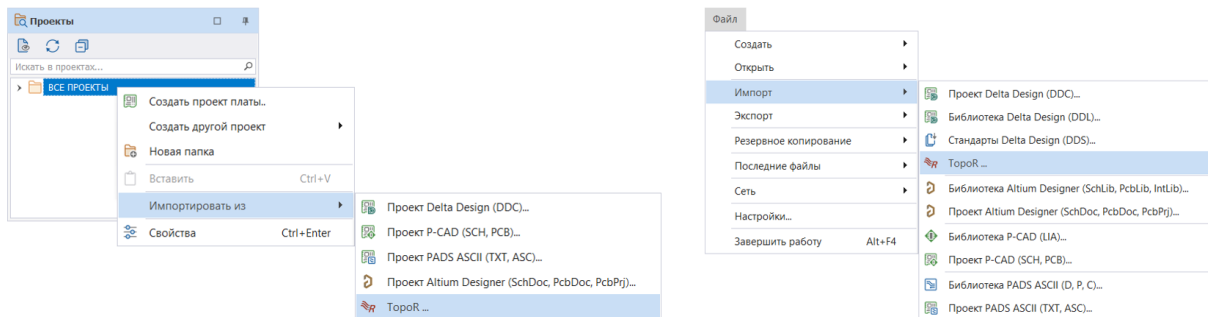 Проекты
Искать в проектах...
ВСЕ ПРОЕКТЫ
Создать проект платы..
Создать другой проект
Новая папка
Вставить Ctrl+V
Импортировать из
Свойства Ctrl+Enter
Проект Delta Design (DDC)...
Проект P-CAD (SCH, PCB)...
Проект PADS ASCII (TXT, ASC)...
Проект Altium Designer (SchDoc, PcbDoc, PcbPrj)...
TopoR ...
Файл
Создать
Открыть
Импорт
Экспорт
Резервное копирование
Последние файлы
Сеть
Настройки...
Завершить работу Alt+F4
Проект Delta Design (DDC)...
Библиотека Delta Design (DDL)...
Стандарты Delta Design (DDS)...
TopoR ...
Библиотека Altium Designer (SchLib, PcbLib, IntLib)...
Проект Altium Designer (SchDoc, PcbDoc, PcbPrj)...
Библиотека P-CAD (LIA)...
Проект P-CAD (SCH, PCB)...
Библиотека PADS ASCII (D, P, C)...
Проект PADS ASCII (TXT, ASC)...